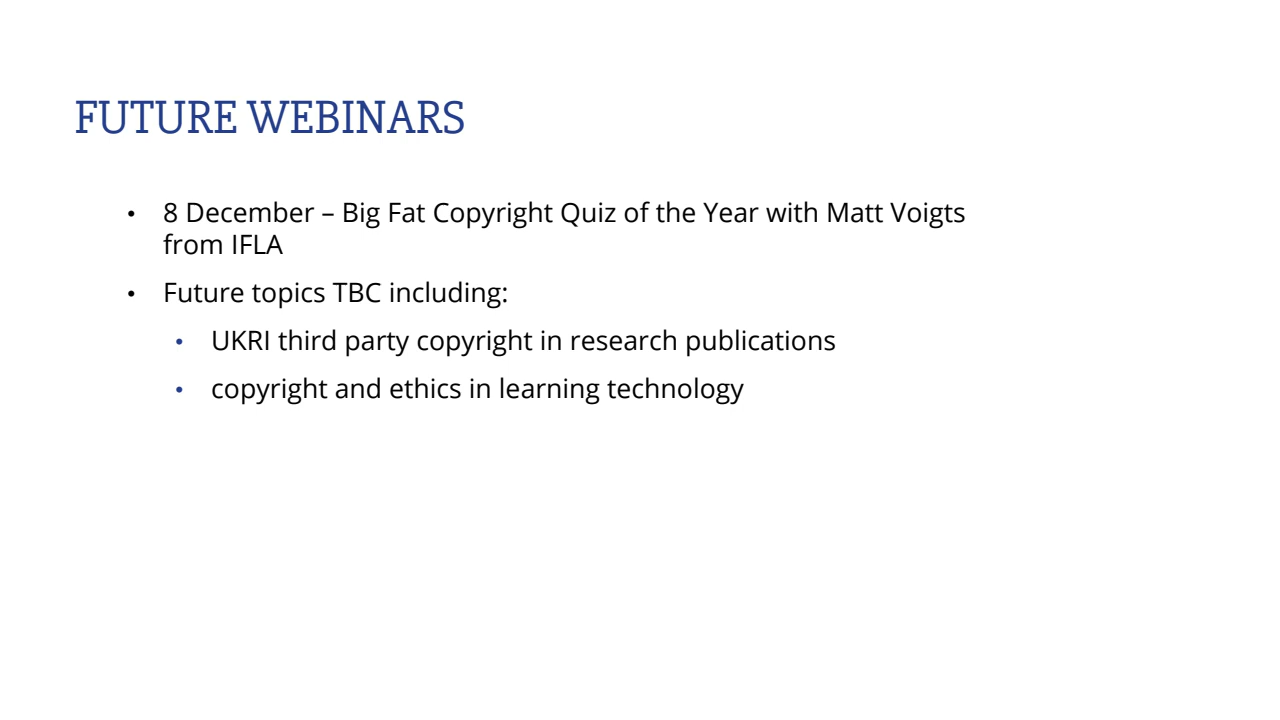 FUTURE WEBINARS
• 8 December – Big Fat Copyright Quiz of the Year with Matt Voigts
from IFLA
• Future topics TBC including:
• UKRI third party copyright in research publications
• copyright and ethics in learning technology